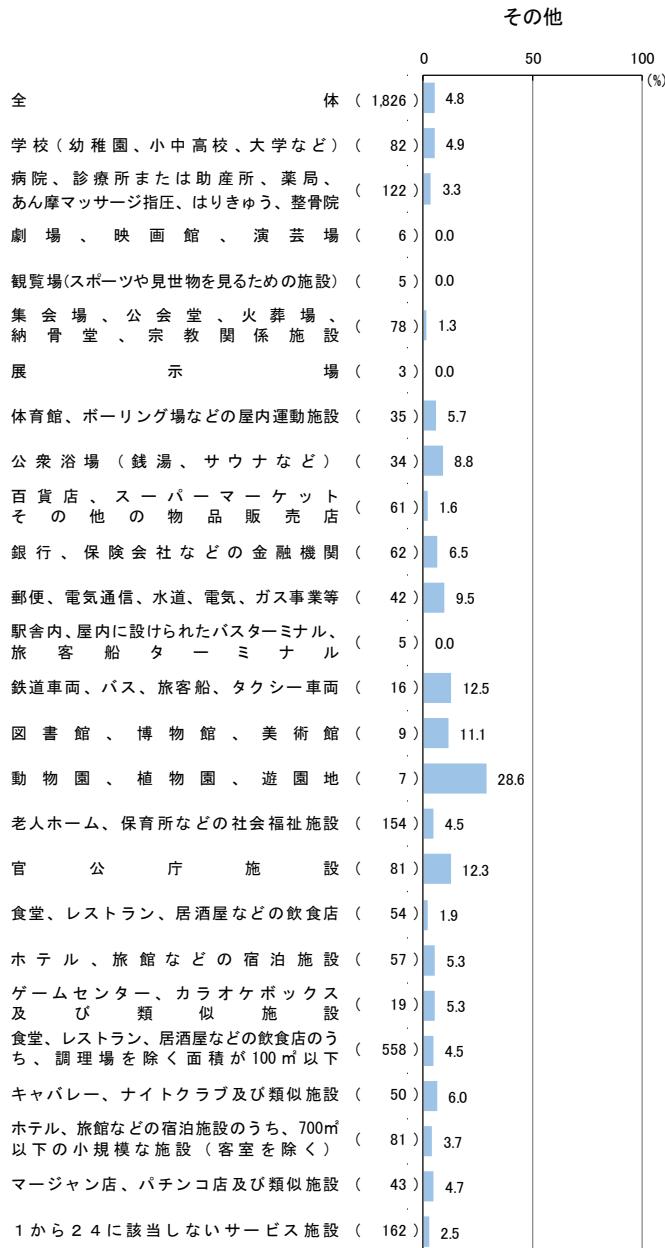 その他
0 50 100
(%)
全体 ( 1,826 ) 4.8
学校(幼稚園、小中高校、大学など) ( 82 ) 4.9
病院、診療所または助産所、薬局、
あん摩マッサージ指圧、はりきゅう、整骨院 ( 122 ) 3.3
劇場、映画館、演芸場 ( 6 ) 0.0
観覧場(スポーツや見世物を見るための施設) ( 5 ) 0.0
集会場、公会堂、火葬場、
納骨堂、宗教関係施設 ( 78 ) 1.3
展示場 ( 3 ) 0.0
体育館、ボーリング場などの屋内運動施設 ( 35 ) 5.7
公衆浴場(銭湯、サウナなど) ( 34 ) 8.8
百貨店、スーパーマーケット
その他の物品販売店 ( 61 ) 1.6
銀行、保険会社などの金融機関 ( 62 ) 6.5
郵便、電気通信、水道、電気、ガス事業等 ( 42 ) 9.5
駅舎内、屋内に設けられたバスターミナル、
旅客船ターミナル ( 5 ) 0.0
鉄道車両、バス、旅客船、タクシー車両 ( 16 ) 12.5
図書館、博物館、美術館 ( 9 ) 11.1
動物園、植物園、遊園地 ( 7 ) 28.6
老人ホーム、保育所などの社会福祉施設 ( 154 ) 4.5
官公庁施設 ( 81 ) 12.3
食堂、レストラン、居酒屋などの飲食店 ( 54 ) 1.9
ホテル、旅館などの宿泊施設 ( 57 ) 5.3
ゲームセンター、カラオケボックス
及び類似施設 ( 19 ) 5.3
食堂、レストラン、居酒屋などの飲食店のう
ち、調理場を除く面積が100㎡以下 ( 558 ) 4.5
キャバレー、ナイトクラブ及び類似施設 ( 50 ) 6.0
ホテル、旅館などの宿泊施設のうち、700㎡
以下の小規模な施設(客室を除く) ( 81 ) 3.7
マージャン店、パチンコ店及び類似施設 ( 43 ) 4.7
1から24に該当しないサービス施設 ( 162 ) 2.5